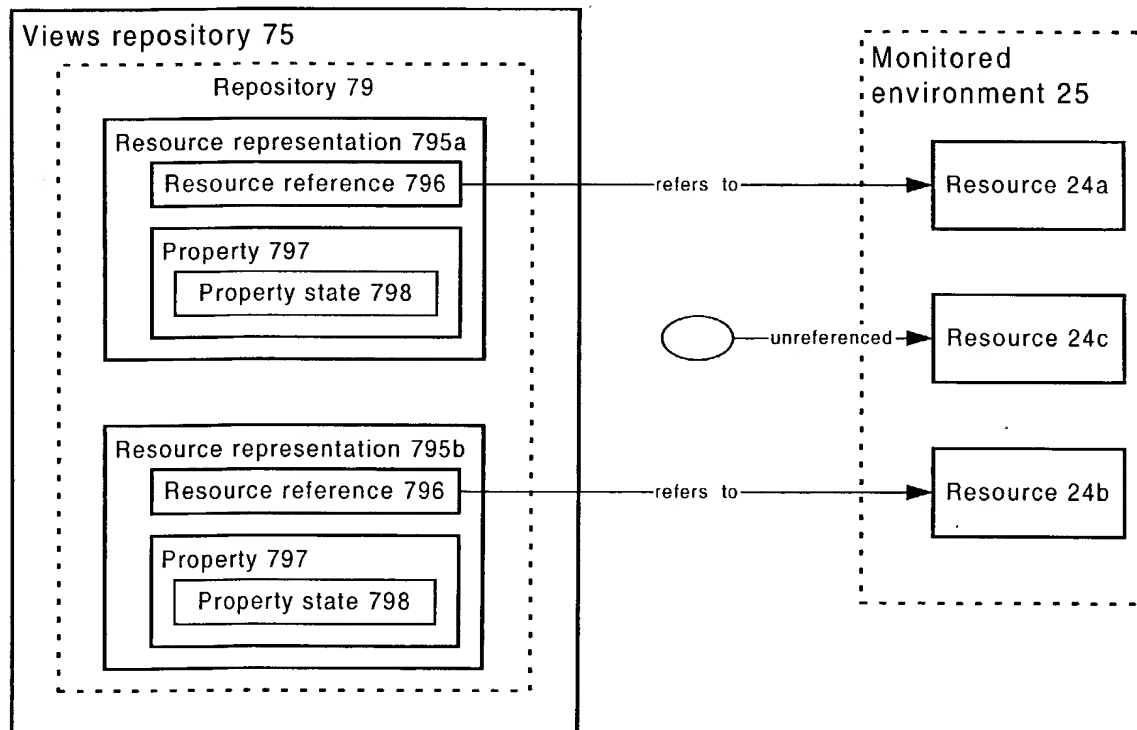 Views repository 75
Repository 79
Resource representation 795a
Resource reference 796
Property 797
Property state 798
Resource representation 795b
Resource reference 796
Property 797
Property state 798
refers to
unreferenced
refers to
Monitored
environment 25
Resource 24a
Resource 24c
Resource 24b